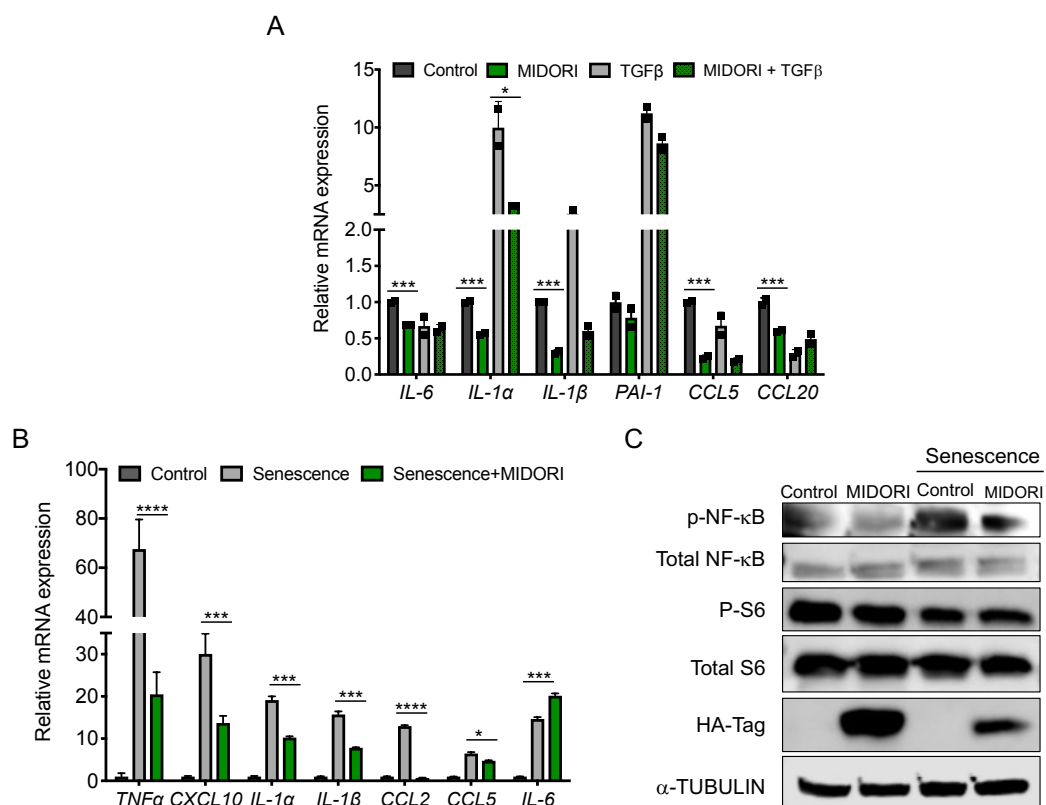 A
Control MIDORI TGFβ MIDORI + TGFβ
Relative mRNA expression
15
10
5
2.0
1.5
1.0
0.5
0.0
*
*** *** *** *** ***
IL-6 IL-1α IL-1β PAI-1 CCL5 CCL20
B
Control Senescence Senescence+MIDORI
Relative mRNA expression
100
80
60
40
30
20
10
0
**** *** *** *** **** * ***
TNFα CXCL10 IL-1α IL-1β CCL2 CCL5 IL-6
C
Senescence
Control MIDORI Control MIDORI
p-NF-κB
Total NF-κB
P-S6
Total S6
HA-Tag
α-TUBULIN